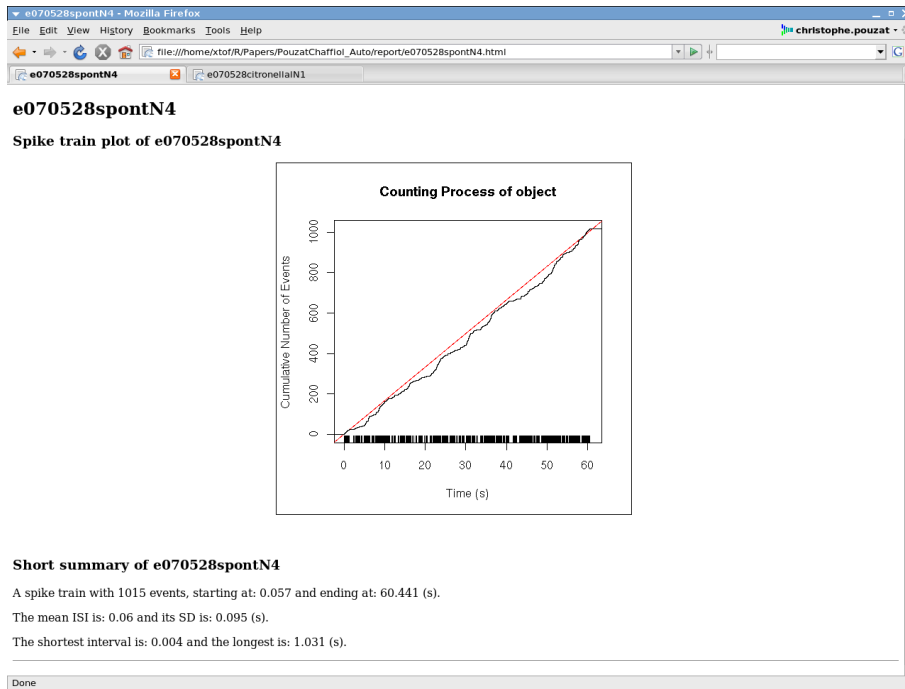 e070528spontN4 - Mozilla Firefox
File Edit View History Bookmarks Tools Help
christophe.pouzat
file:///home/xtof/R/Papers/PouzatChaffiol_Auto/report/e070528spontN4.html
G
e070528spontN4
e070528citronellalN1
e070528spontN4
Spike train plot of e070528spontN4
Counting Process of object
Cumulative Number of Events
1000
800
600
400
200
0
0 10 20 30 40 50 60
Time (s)
Short summary of e070528spontN4
A spike train with 1015 events, starting at: 0.057 and ending at: 60.441 (s).
The mean ISI is: 0.06 and its SD is: 0.095 (s).
The shortest interval is: 0.004 and the longest is: 1.031 (s).
Done